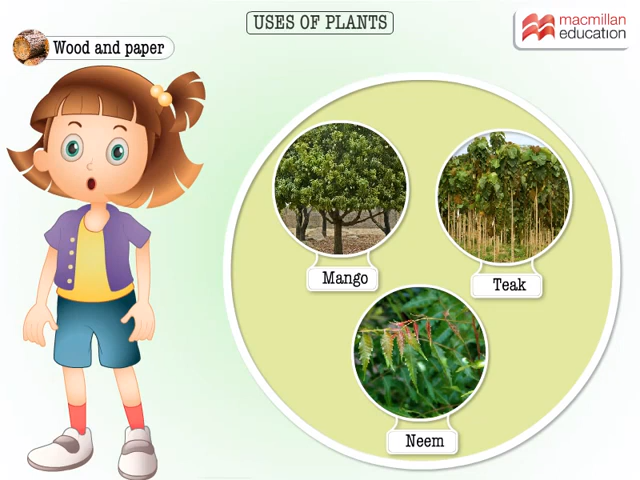 USES OF PLANTS
macmillan
education
Wood and paper
Mango
Teak
Neem